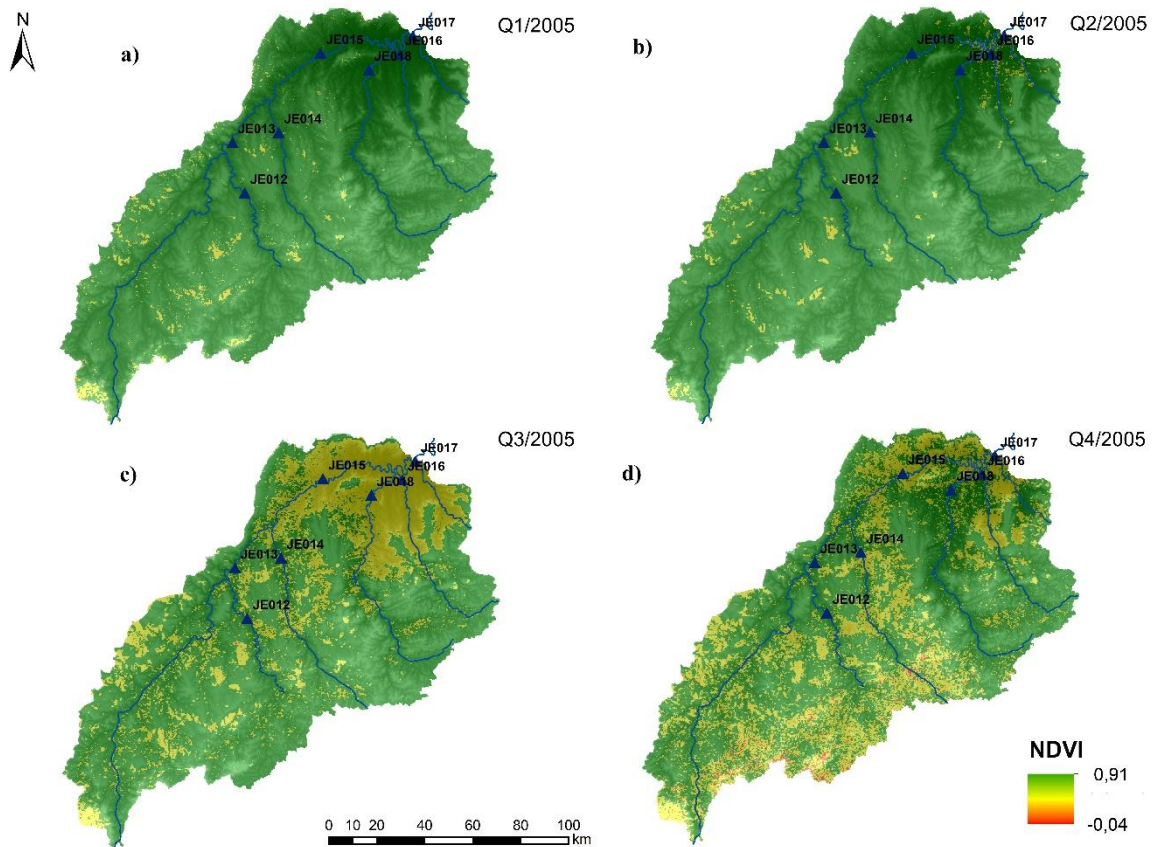 N
a)
Q1/2005
JE017
JE016
JE015
JE018
JE014
JE013
JE012
b)
Q2/2005
JE017
JE016
JE015
JE018
JE014
JE013
JE012
c)
Q3/2005
JE017
JE016
JE015
JE018
JE014
JE013
JE012
0 10 20 40 60 80 100
km
d)
Q4/2005
JE017
JE016
JE015
JE018
JE014
JE013
JE012
NDVI
0,91
-0,04